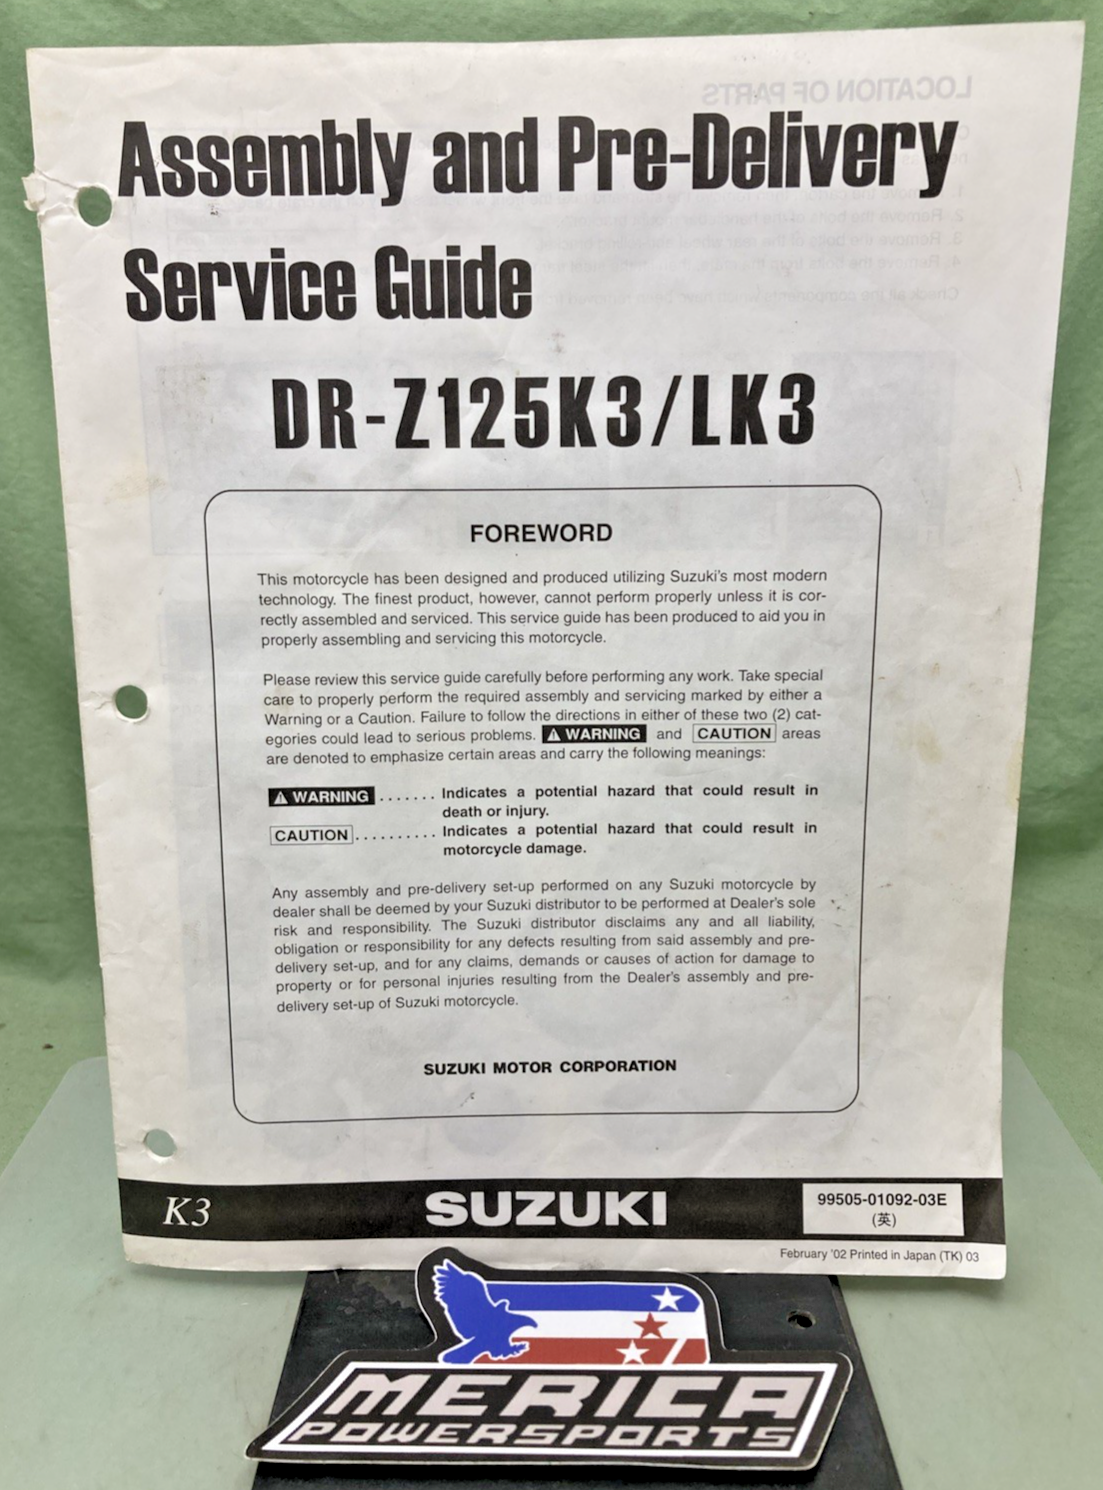 Assembly and Pre-Delivery
Service Guide
DR-Z125K3/LK3
FOREWORD
This motorcycle has been designed and produced utilizing Suzuki's most modern
technology. The finest product, however, cannot perform properly unless it is cor-
rectly assembled and serviced. This service guide has been produced to aid you in
properly assembling and servicing this motorcycle.
Please review this service guide carefully before performing any work. Take special
care to properly perform the required assembly and servicing marked by either a
Warning or a Caution. Failure to follow the directions in either of these two (2) cat-
egories could lead to serious problems. ⚠ WARNING and CAUTION areas
are denoted to emphasize certain areas and carry the following meanings:
⚠ WARNING ....... Indicates a potential hazard that could result in
death or injury.
CAUTION .......... Indicates a potential hazard that could result in
motorcycle damage.
Any assembly and pre-delivery set-up performed on any Suzuki motorcycle by
dealer shall be deemed by your Suzuki distributor to be performed at Dealer's sole
risk and responsibility. The Suzuki distributor disclaims any and all liability,
obligation or responsibility for any defects resulting from said assembly and pre-
delivery set-up, and for any claims, demands or causes of action for damage to
property or for personal injuries resulting from the Dealer's assembly and pre-
delivery set-up of Suzuki motorcycle.
SUZUKI MOTOR CORPORATION
K3 SUZUKI 99505-01092-03E
(英)
February '02 Printed in Japan (TK) 03
MERICA
POWERSPORTS